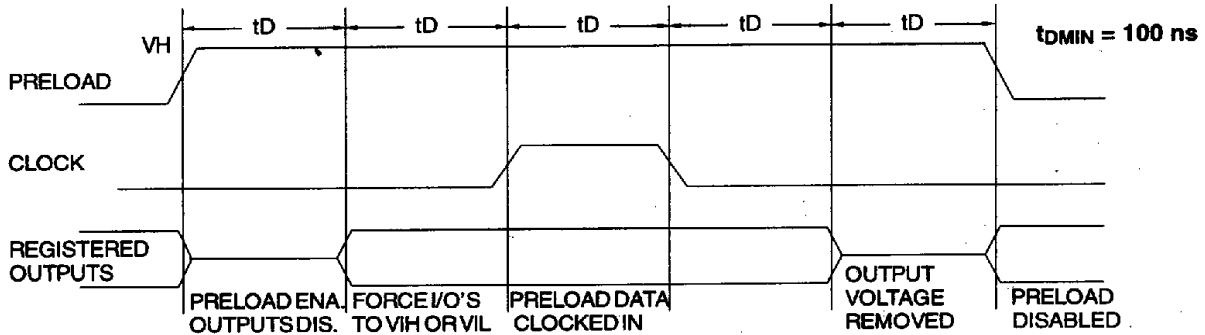 tD tD tD tD tD
VH
tDMIN = 100 ns
PRELOAD
CLOCK
REGISTERED
OUTPUTS
PRELOAD ENA.
OUTPUTS DIS.
FORCE I/O'S
TO VIH OR VIL
PRELOAD DATA
CLOCKED IN
OUTPUT
VOLTAGE
REMOVED
PRELOAD
DISABLED